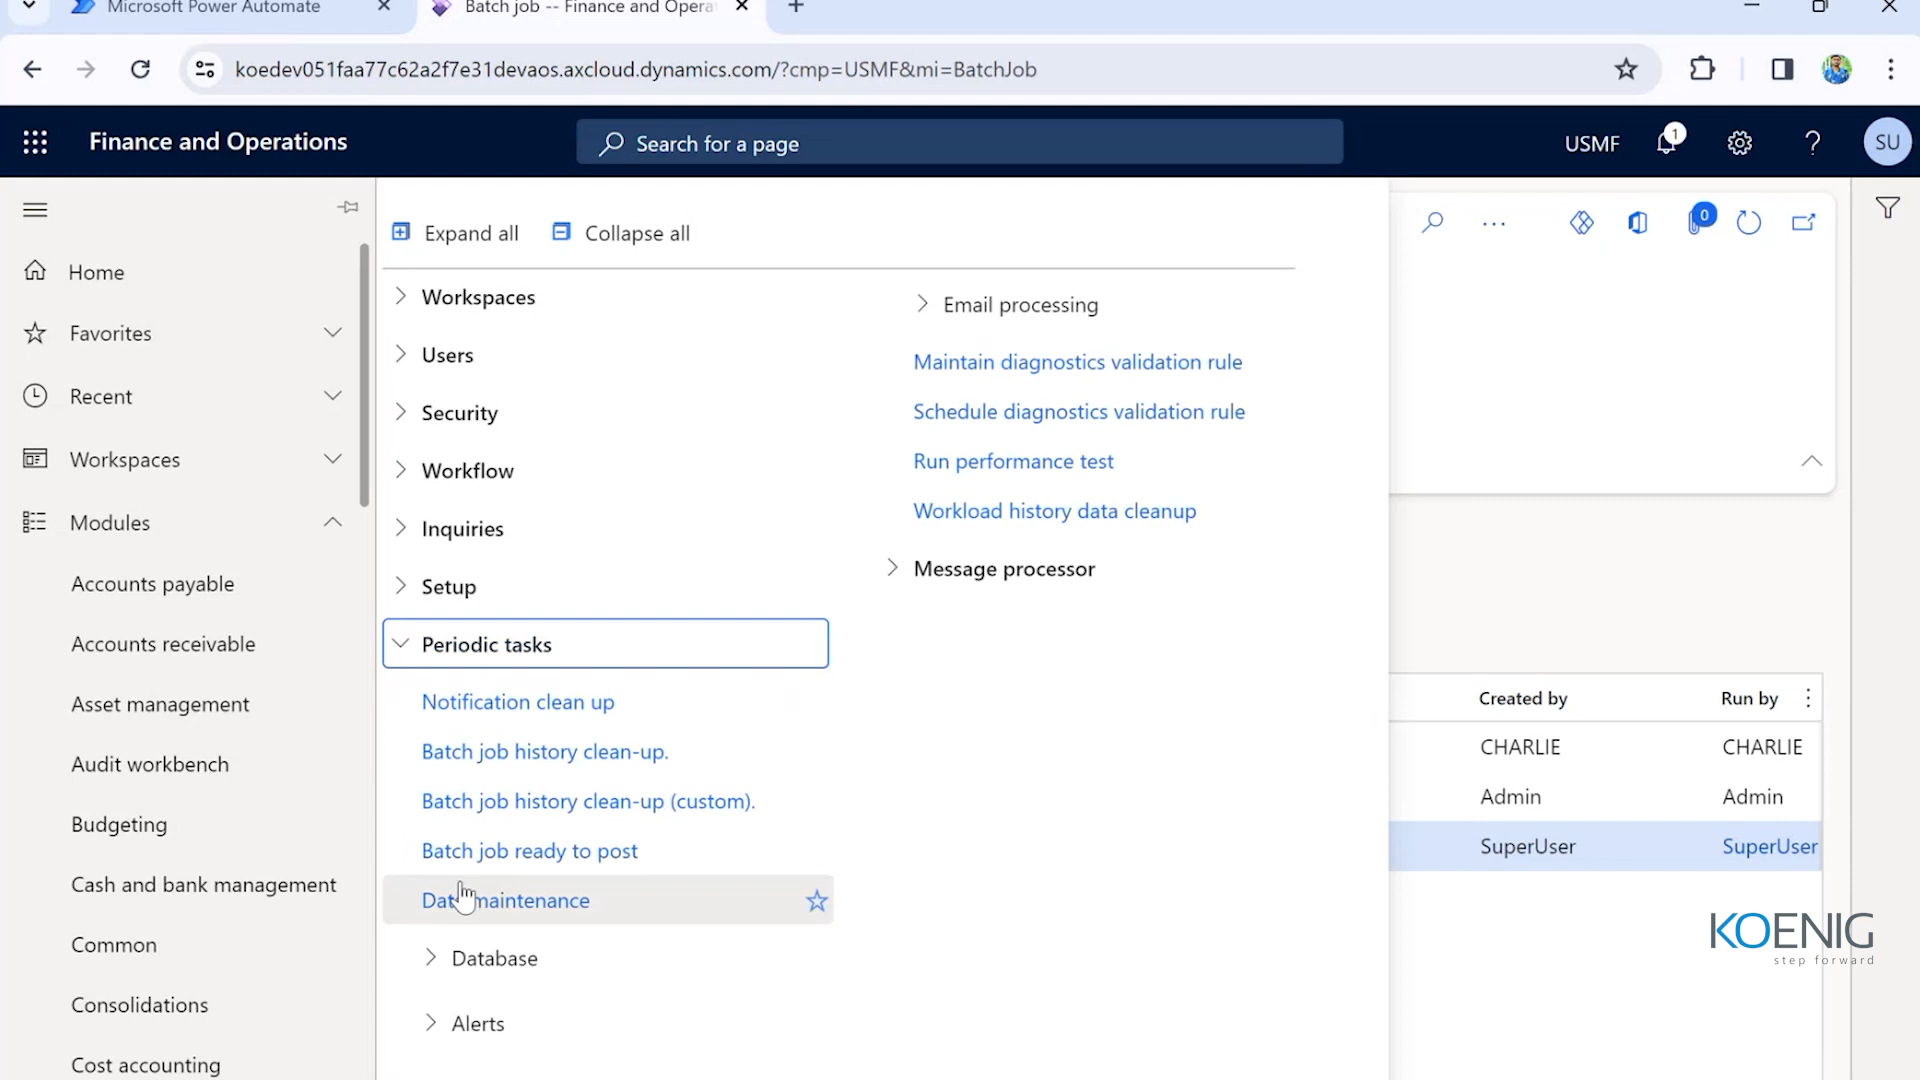 Microsoft Power Automate
Batch job -- Finance and Opera
koedev051faa77c62a2f7e31devaos.axcloud.dynamics.com/?cmp=USMF&mi=BatchJob
Finance and Operations
Search for a page
USMF
1
SU
Expand all
Collapse all
0
Home
Favorites
Recent
Workspaces
Modules
Accounts payable
Accounts receivable
Asset management
Audit workbench
Budgeting
Cash and bank management
Common
Consolidations
Cost accounting
Workspaces
Users
Security
Workflow
Inquiries
Setup
Periodic tasks
Notification clean up
Batch job history clean-up.
Batch job history clean-up (custom).
Batch job ready to post
Data maintenance
Database
Alerts
Email processing
Maintain diagnostics validation rule
Schedule diagnostics validation rule
Run performance test
Workload history data cleanup
Message processor
Created by
Run by
CHARLIE
CHARLIE
Admin
Admin
SuperUser
SuperUser
KOENIG
step forward